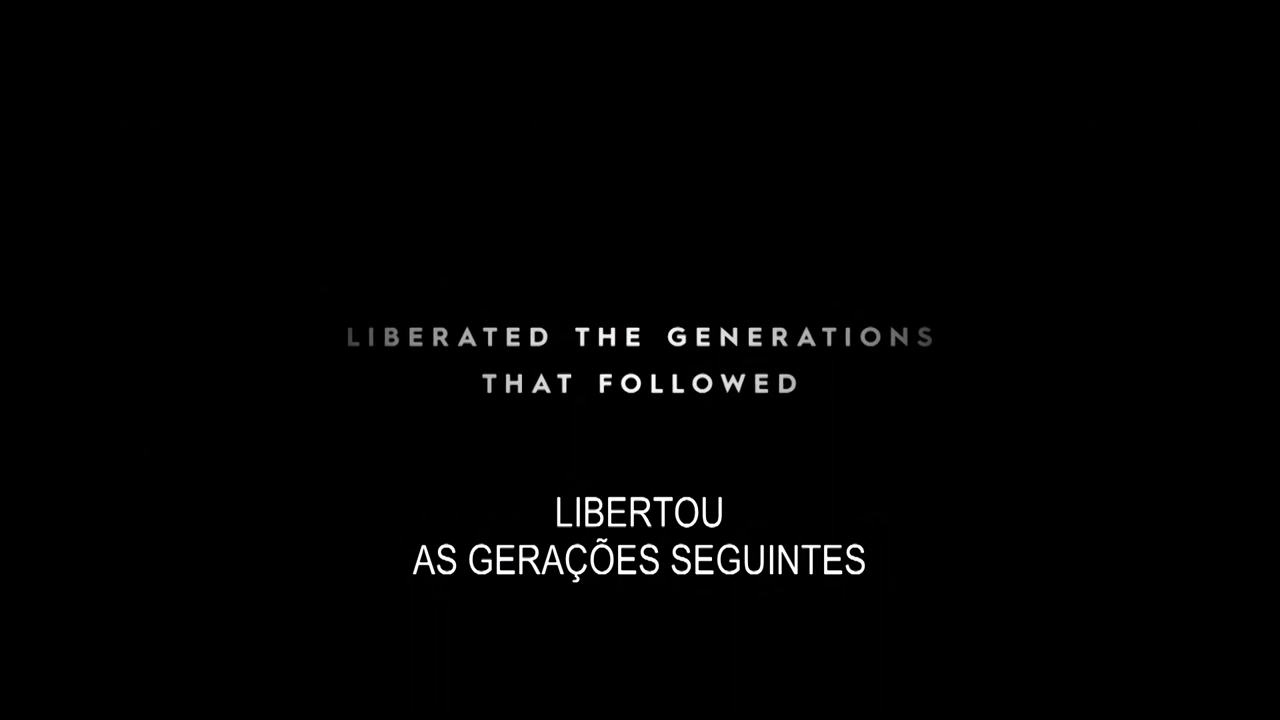 LIBERATED THE GENERATIONS
THAT FOLLOWED
LIBERTOU
AS GERAÇÕES SEGUINTES